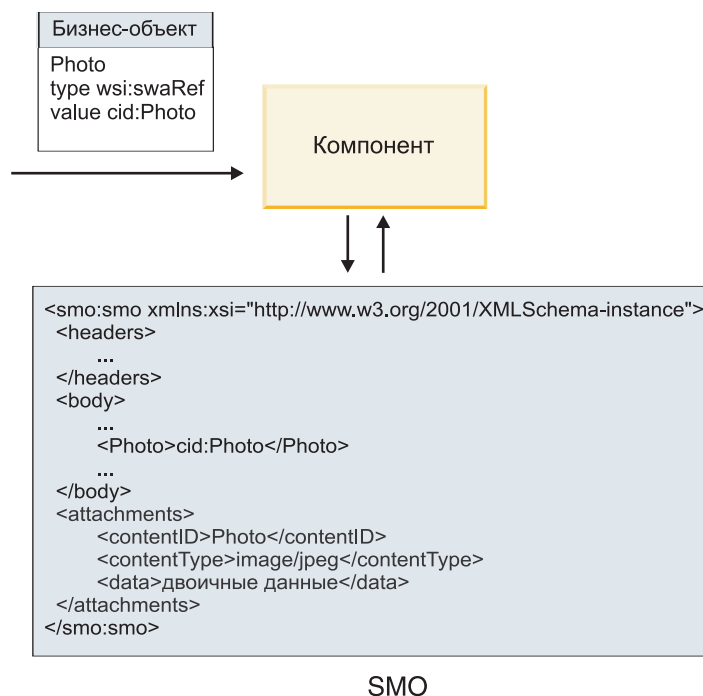 Бизнес-объект
Photo
type wsi:swaRef
value cid:Photo
Компонент
<smo:smo xmlns:xsi="http://www.w3.org/2001/XMLSchema-instance">
<headers>
...
</headers>
<body>
...
<Photo>cid:Photo</Photo>
...
</body>
<attachments>
<contentID>Photo</contentID>
<contentType>image/jpeg</contentType>
<data>двоичные данные</data>
</attachments>
</smo:smo>
SMO